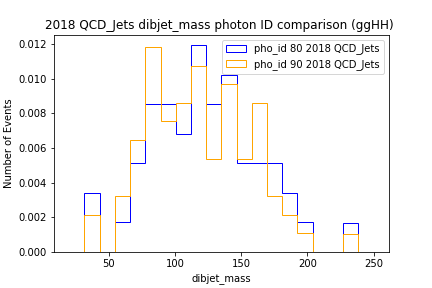 2018 QCD_Jets dibjet_mass photon ID comparison (ggHH)
pho_id 80 2018 QCD_Jets
pho_id 90 2018 QCD_Jets
Number of Events
0.012
0.010
0.008
0.006
0.004
0.002
0.000
50 100 150 200 250
dibjet_mass